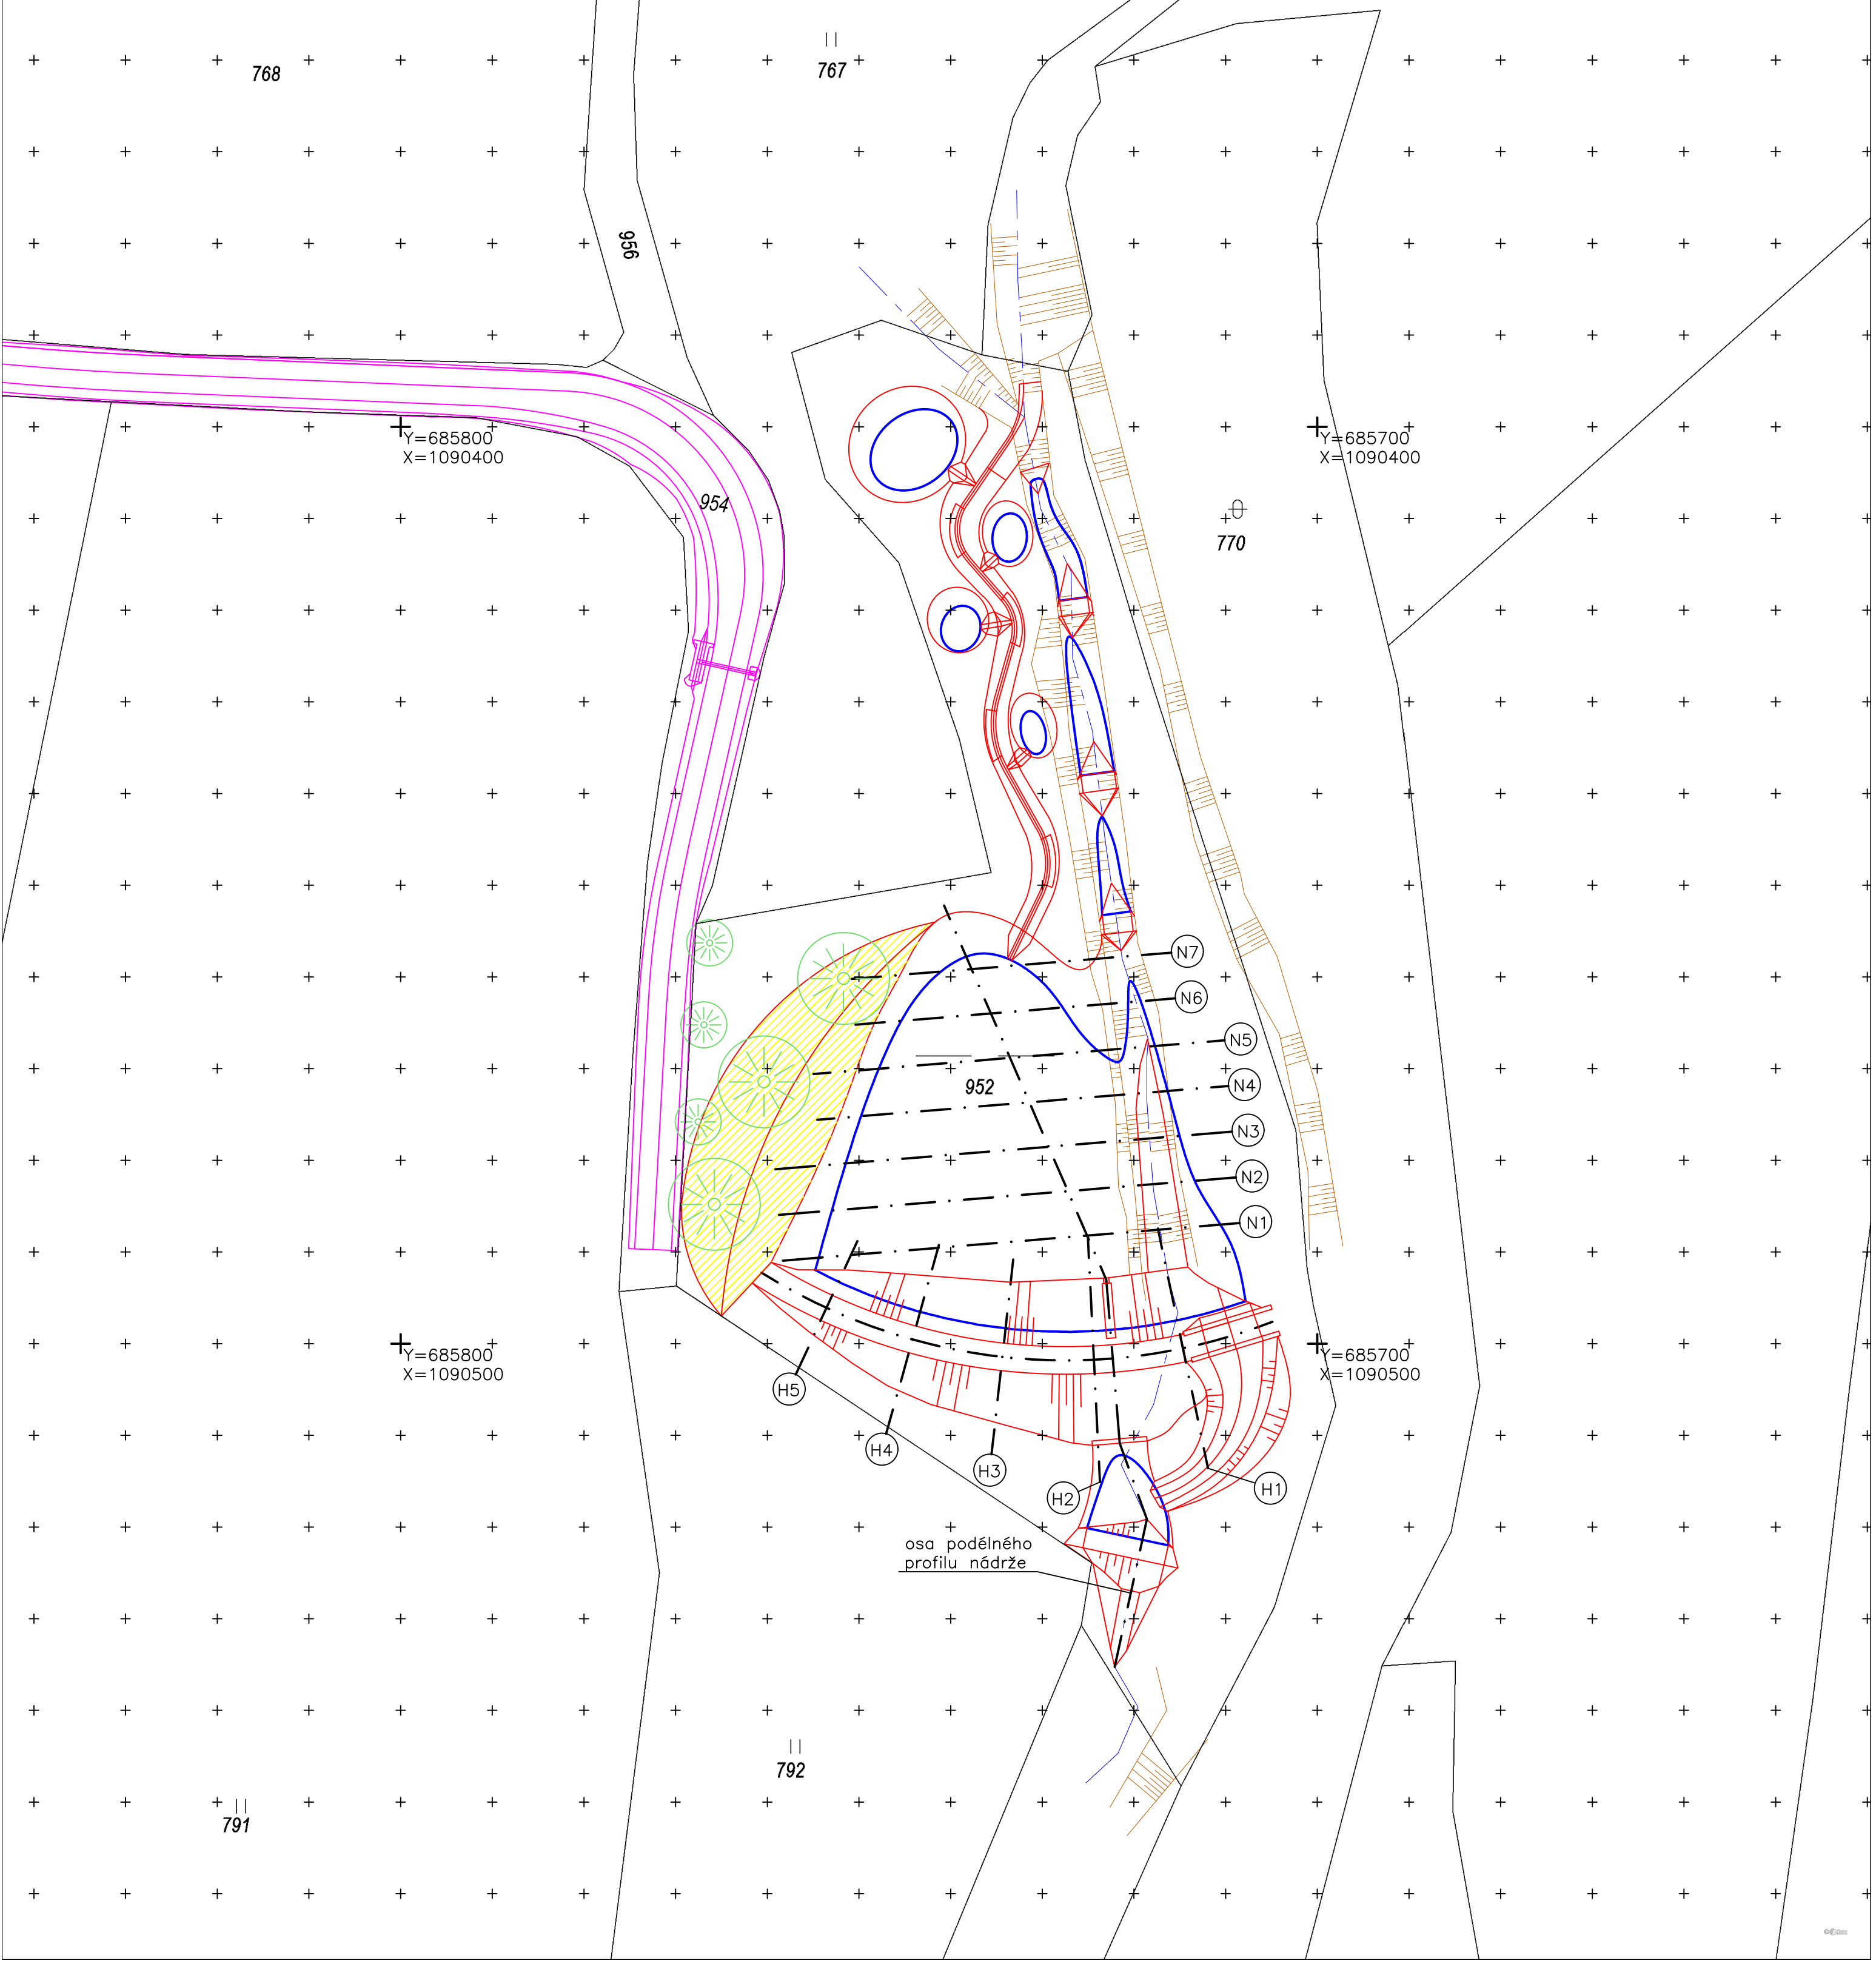 768
767
956
Y=685800
X=1090400
Y=685700
X=1090400
954
770
N7
N6
N5
N4
952
N3
N2
N1
Y=685800
X=1090500
Y=685700
X=1090500
H5
H4
H3
H2
H1
osa podélného
profilu nádrže
792
791